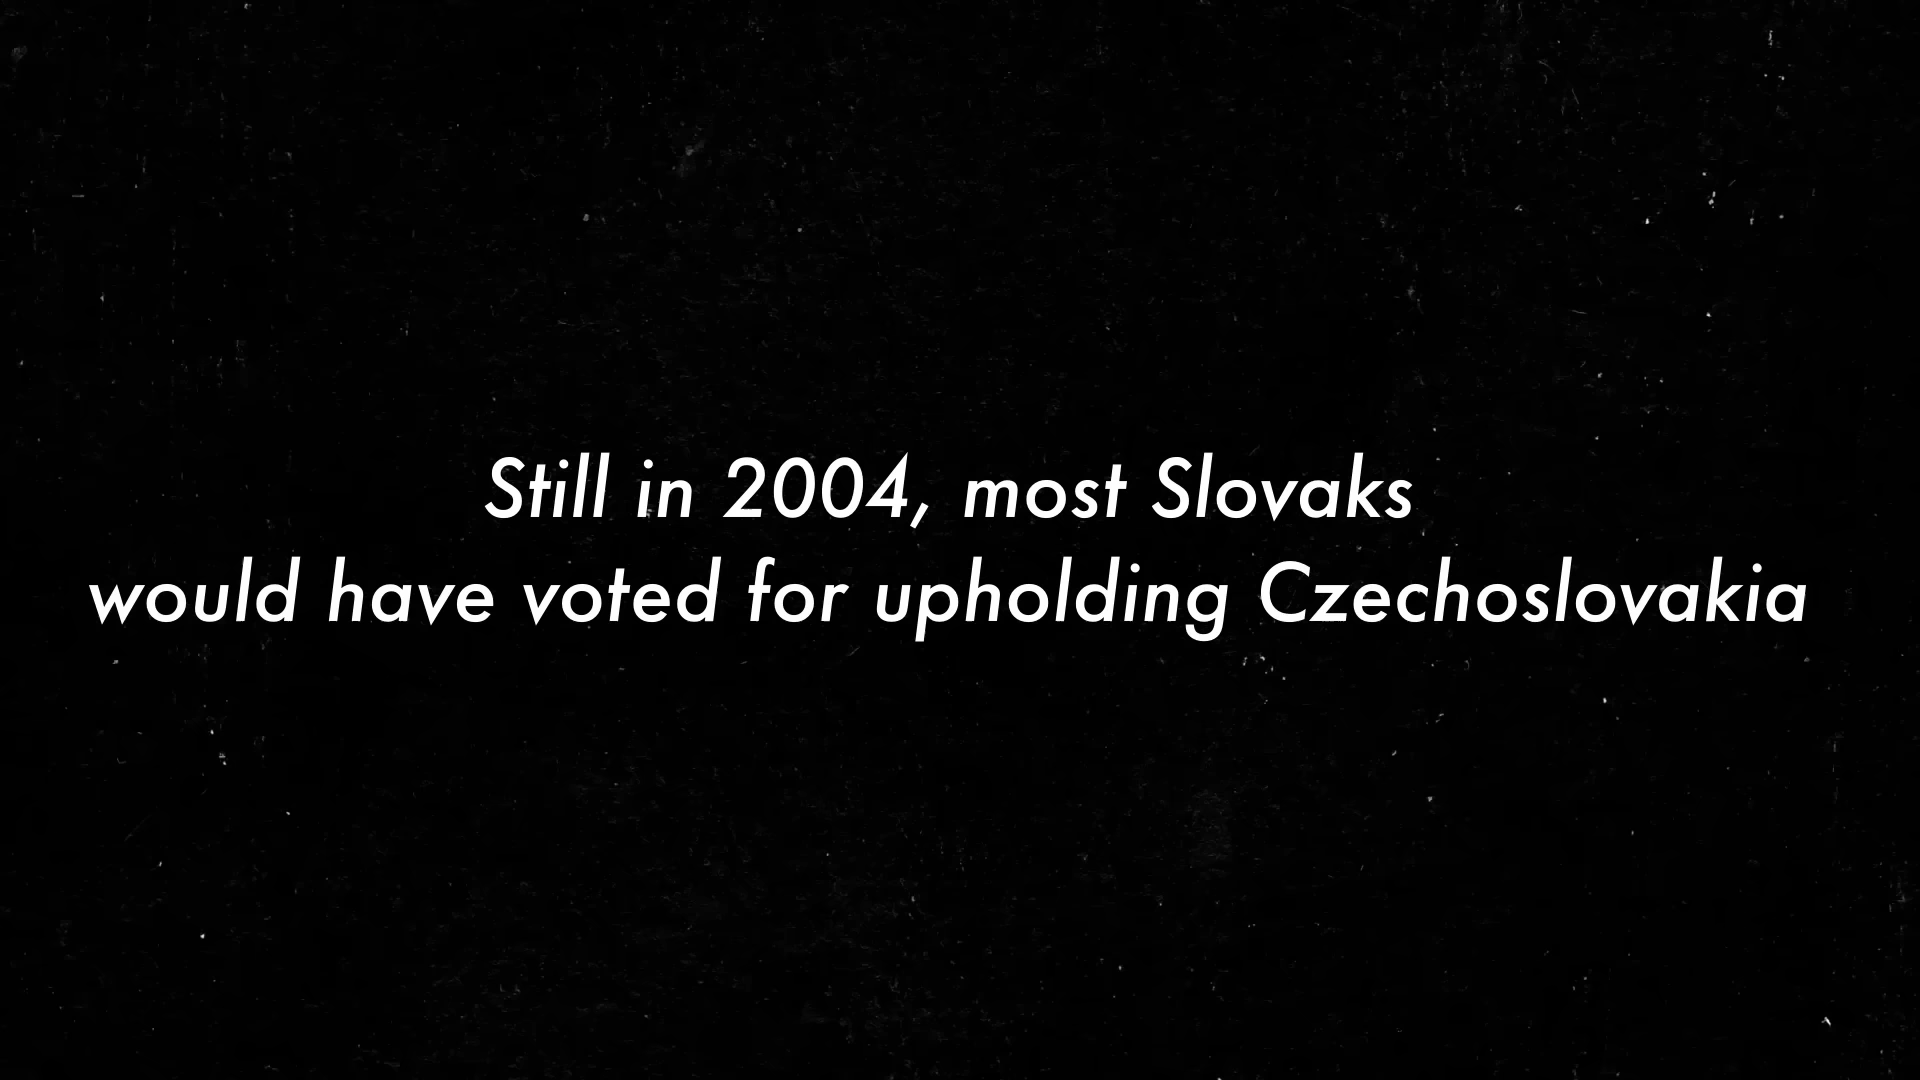 Still in 2004, most Slovaks
would have voted for upholding Czechoslovakia